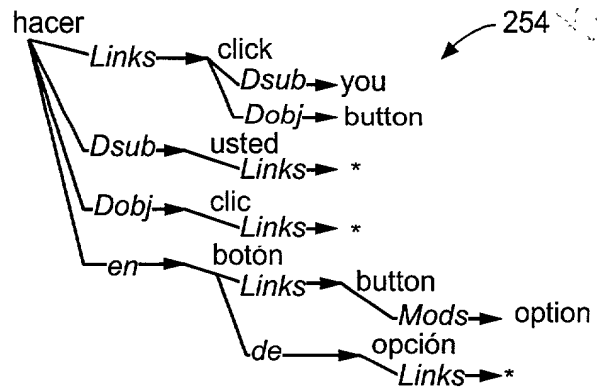 hacer
254
Links click
Dsub you
Dobj button
Dsub usted
Links *
Dobj clic
Links *
en botón
Links button
Mods option
de opción
Links *